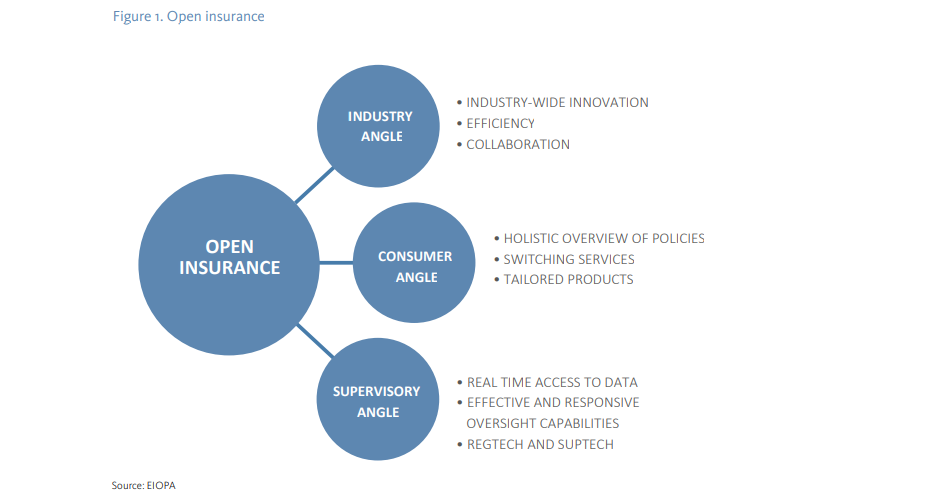 Figure 1. Open insurance
INDUSTRY
ANGLE
• INDUSTRY-WIDE INNOVATION
• EFFICIENCY
• COLLABORATION
OPEN
INSURANCE
CONSUMER
ANGLE
• HOLISTIC OVERVIEW OF POLICIES
• SWITCHING SERVICES
• TAILORED PRODUCTS
SUPERVISORY
ANGLE
• REAL TIME ACCESS TO DATA
• EFFECTIVE AND RESPONSIVE
OVERSIGHT CAPABILITIES
• REGTECH AND SUPTECH
Source: EIOPA